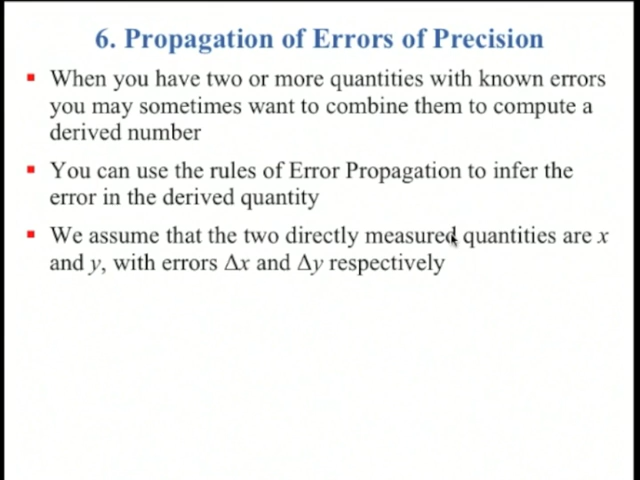 6. Propagation of Errors of Precision
When you have two or more quantities with known errors
you may sometimes want to combine them to compute a
derived number
You can use the rules of Error Propagation to infer the
error in the derived quantity
We assume that the two directly measured quantities are x
and y, with errors Δx and Δy respectively